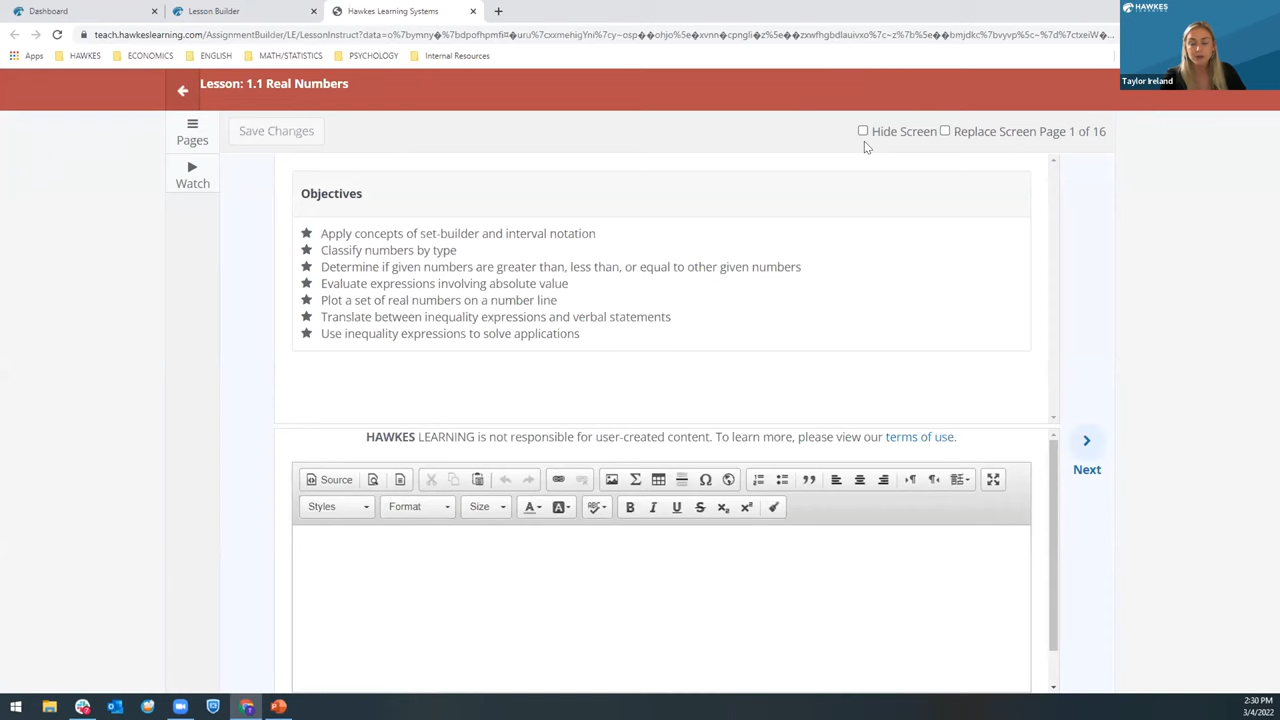 Dashboard
Lesson Builder
Hawkes Learning Systems
HAWKES
LEARNING
Taylor Ireland
Apps
HAWKES
ECONOMICS
ENGLISH
MATH/STATISTICS
PSYCHOLOGY
Internal Resources
Lesson: 1.1 Real Numbers
Pages
Watch
Save Changes
Hide Screen
Replace Screen Page 1 of 16
Objectives
Apply concepts of set-builder and interval notation
Classify numbers by type
Determine if given numbers are greater than, less than, or equal to other given numbers
Evaluate expressions involving absolute value
Plot a set of real numbers on a number line
Translate between inequality expressions and verbal statements
Use inequality expressions to solve applications
HAWKES LEARNING is not responsible for user-created content. To learn more, please view our terms of use.
Next
Source
Styles
Format
Size
2:30 PM
3/4/2022